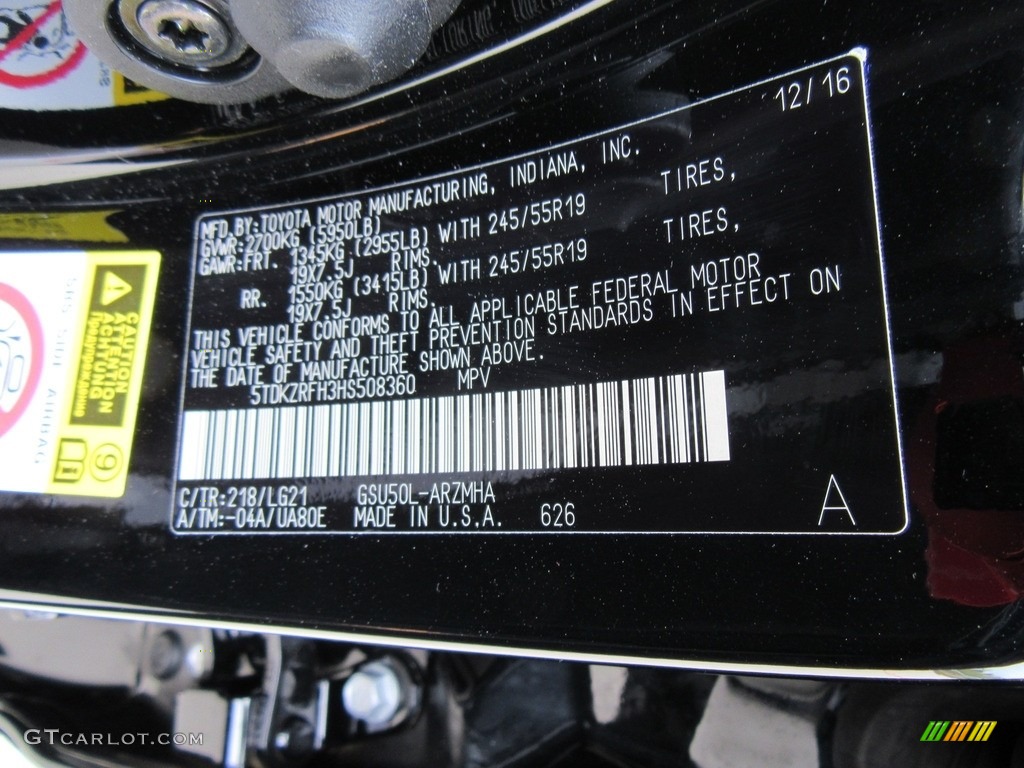 12/16
MFD.BY:TOYOTA MOTOR MANUFACTURING, INDIANA, INC.
GVWR:2700KG (5950LB)
GAWR:FRT. 1345KG (2955LB) WITH 245/55R19 TIRES,
19X7.5J RIMS.
RR. 1550KG (3415LB) WITH 245/55R19 TIRES,
19X7.5J RIMS.
THIS VEHICLE CONFORMS TO ALL APPLICABLE FEDERAL MOTOR
VEHICLE SAFETY AND THEFT PREVENTION STANDARDS IN EFFECT ON
THE DATE OF MANUFACTURE SHOWN ABOVE.
5TDKZRFH3HS508360 MPV
C/TR:218/LG21 GSU50L-ARZMHA
A/TM:-04A/UA80E MADE IN U.S.A. 626
A
CAUTION
ATTENTION
ACHTUNG
AIRBAG
9
GTCARLOT.COM